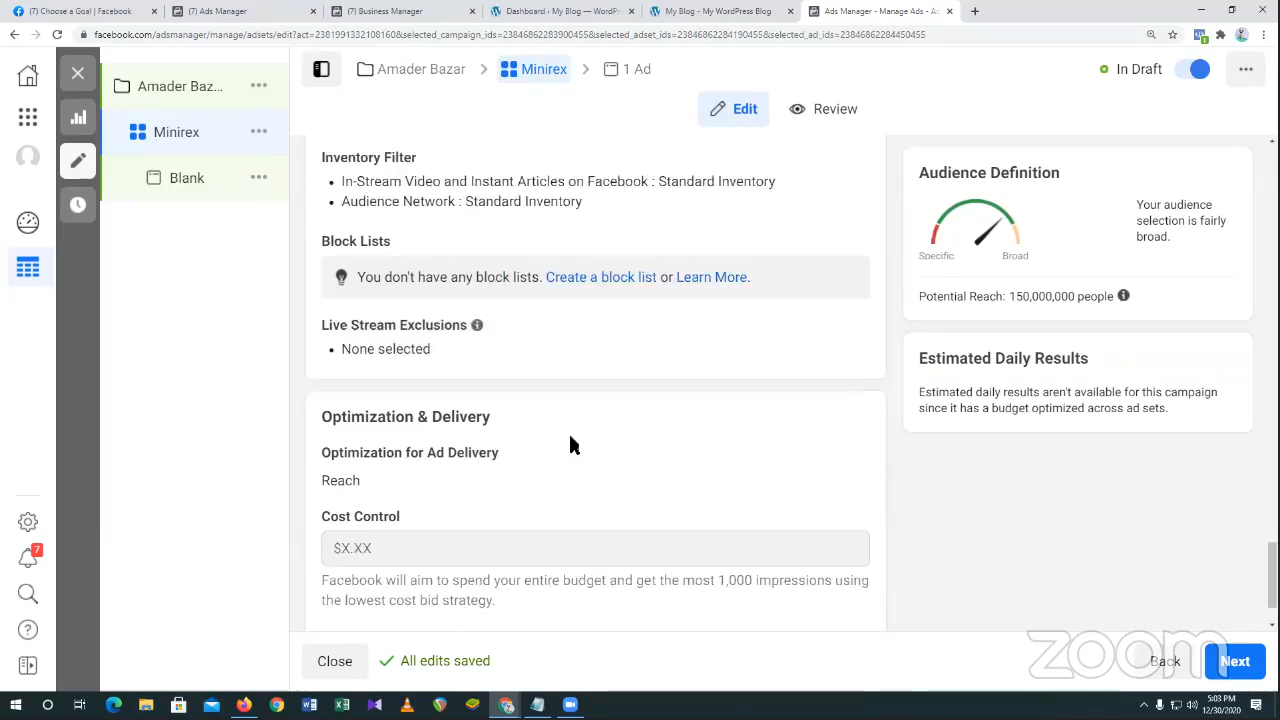 (7) Choose a Goal Facebook
(7) Ads Manager
(7) Business Manager
Dashboard ‹ My Blog — WordPr
My Blog – My WordPress Blog
Ads Manager - Manage Ads - Ac
facebook.com/adsmanager/manage/adsets/edit?act=2381991332108160&selected_campaign_ids=23846862283900455&selected_adset_ids=23846862284190455&selected_ad_ids=23846862284450455
1
Amader Baz...
Minirex
Blank
7
Amader Bazar
Minirex
1 Ad
In Draft
Edit
Review
Inventory Filter
• In-Stream Video and Instant Articles on Facebook : Standard Inventory
• Audience Network : Standard Inventory
Block Lists
You don't have any block lists. Create a block list or Learn More.
Live Stream Exclusions
• None selected
Optimization & Delivery
Optimization for Ad Delivery
Reach
Cost Control
$X.XX
Facebook will aim to spend your entire budget and get the most 1,000 impressions using
the lowest cost bid strategy.
Audience Definition
Specific
Broad
Your audience
selection is fairly
broad.
Potential Reach: 150,000,000 people
Estimated Daily Results
Estimated daily results aren't available for this campaign
since it has a budget optimized across ad sets.
Close
All edits saved
Back
Next
zoom
5:03 PM
12/30/2020